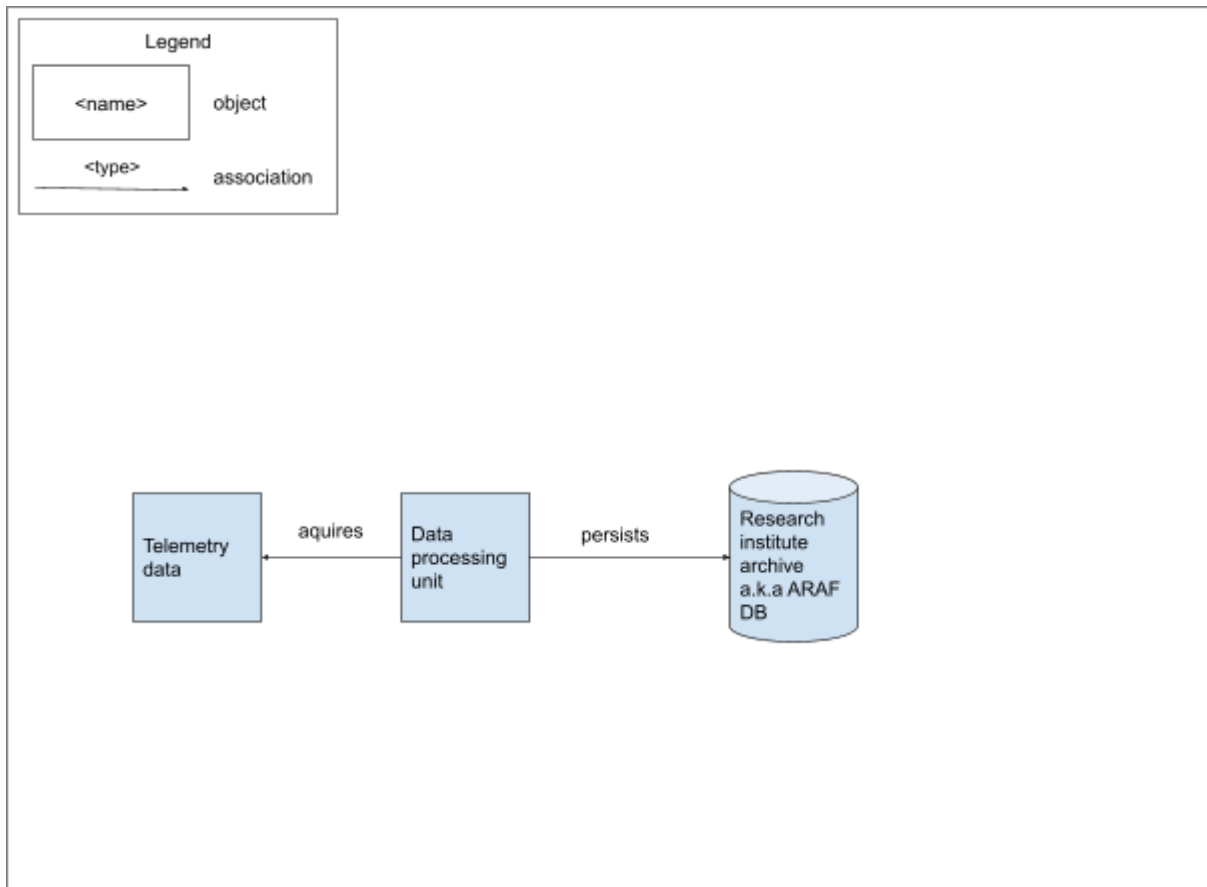 Legend
<name>
object
<type>
association
Telemetry
data
aquires
Data
processing
unit
persists
Research
institute
archive
a.k.a ARAF
DB